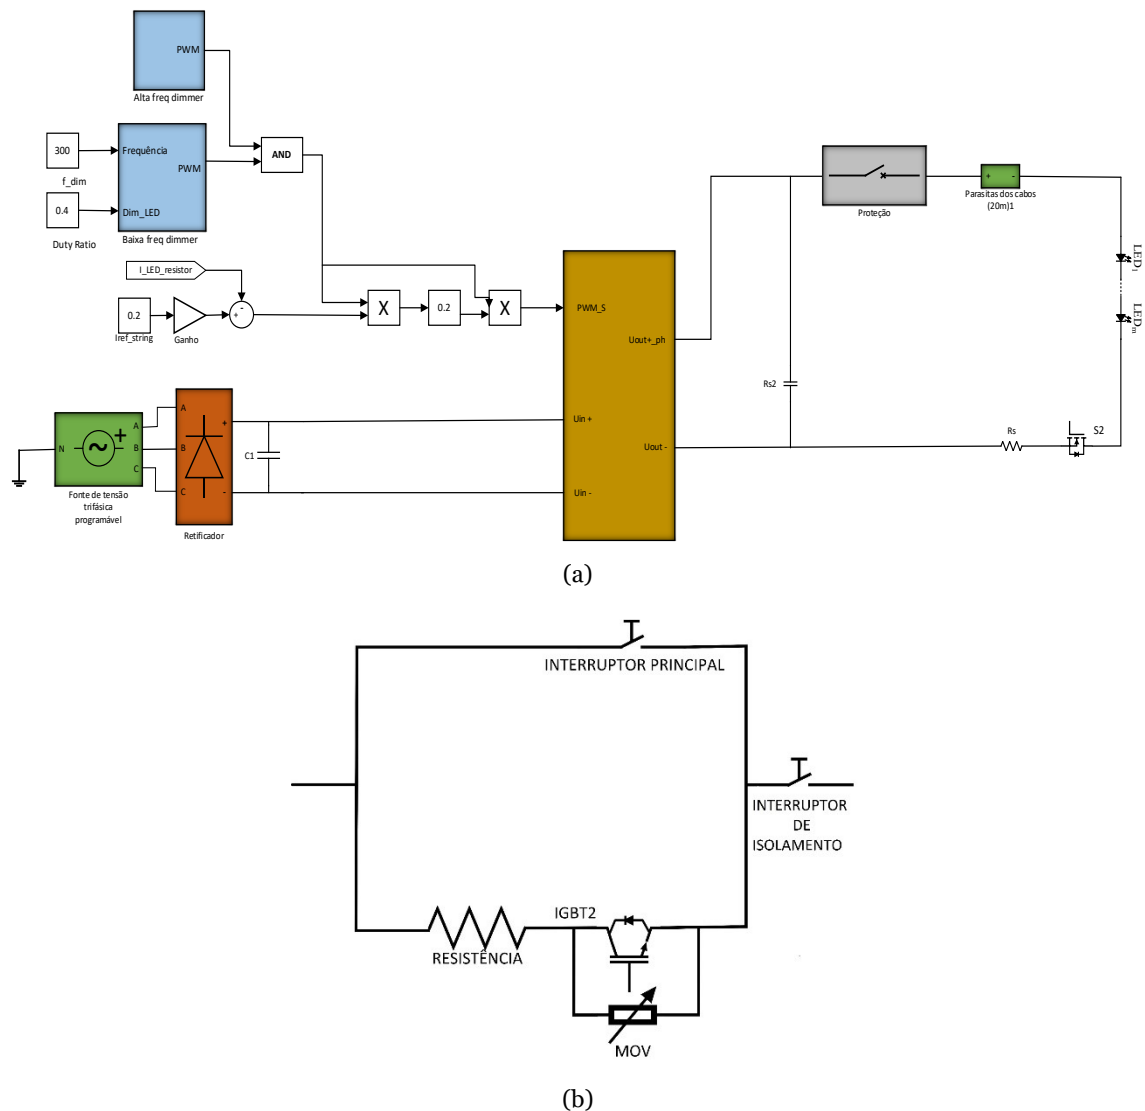 PWM
Alta freq dimmer
300
f_dim
Frequência
PWM
Dim_LED
0.4
Duty Ratio
Baixa freq dimmer
AND
I_LED_resistor
0.2
Iref_string
Ganho
-
+
X
0.2
X
PWM_S
Uout+_ph
Uin +
Uout -
Uin -
N
+
A
B
C
Fonte de tensão
trifásica
programável
A
B
C
+
-
Retificador
C1
Rs2
Proteção
+ -
Parasitas dos cabos
(20m)1
LED1
LEDm
Rs
S2
(a)
INTERRUPTOR PRINCIPAL
INTERRUPTOR
DE
ISOLAMENTO
IGBT2
RESISTÊNCIA
MOV
(b)